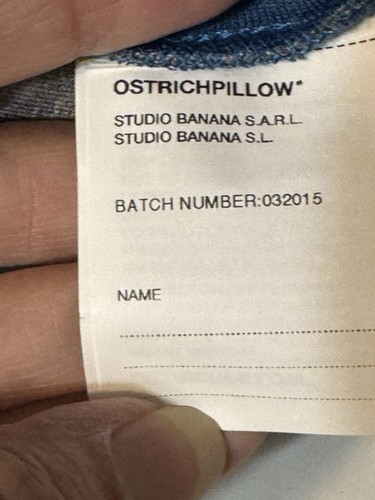 OSTRICHPILLOW®
STUDIO BANANA S.A.R.L.
STUDIO BANANA S.L.
BATCH NUMBER:032015
NAME